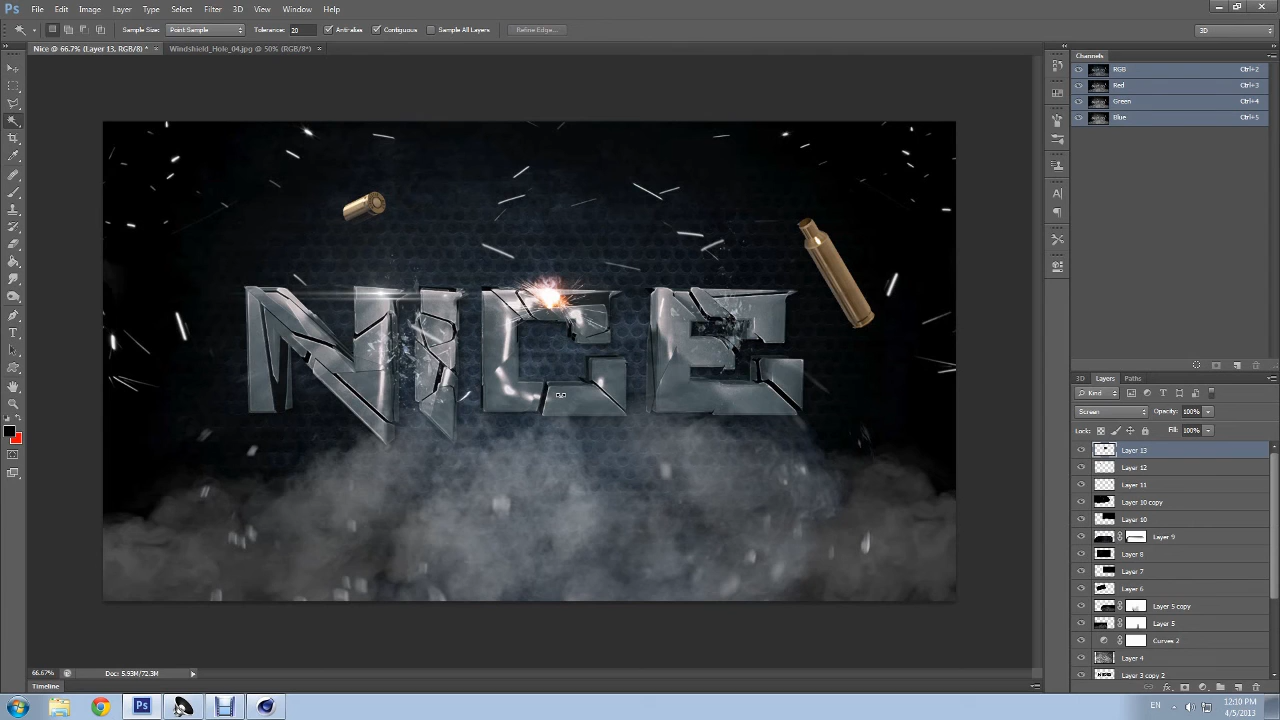 Ps File Edit Image Layer Type Select Filter 3D View Window Help
Sample Size: Point Sample Tolerance: 20 Anti-alias Contiguous Sample All Layers Refine Edge... 3D
Nice @ 66.7% (Layer 13, RGB/8) * × Windshield_Hole_04.jpg @ 50% (RGB/8*) ×
Channels
RGB Ctrl+2
Red Ctrl+3
Green Ctrl+4
Blue Ctrl+5
NICE
3D Layers Paths
Kind
Screen Opacity: 100%
Lock: Fill: 100%
Layer 13
Layer 12
Layer 11
Layer 10 copy
Layer 10
Layer 9
Layer 8
Layer 7
Layer 6
Layer 5 copy
Layer 5
Curves 2
Layer 4
Layer 3 copy 2
66.67% Doc: 5.93M/72.3M
Timeline
Ps EN 12:10 PM
4/5/2013